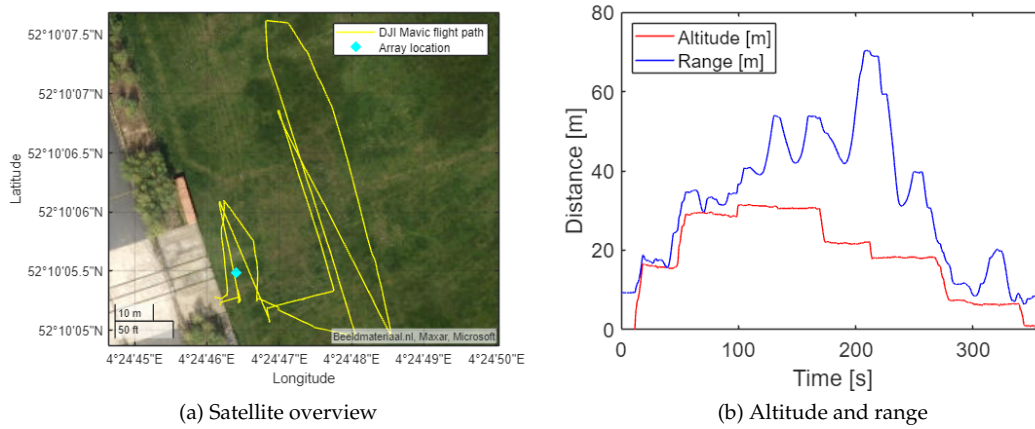 52°10'07.5"N
52°10'07"N
52°10'06.5"N
52°10'06"N
52°10'05.5"N
52°10'05"N
Latitude
DJI Mavic flight path
Array location
10 m
50 ft
Beeldmateriaal.nl, Maxar, Microsoft
4°24'45"E 4°24'46"E 4°24'47"E 4°24'48"E 4°24'49"E 4°24'50"E
Longitude
(a) Satellite overview
80
60
40
20
0
Distance [m]
Altitude [m]
Range [m]
0 100 200 300
Time [s]
(b) Altitude and range